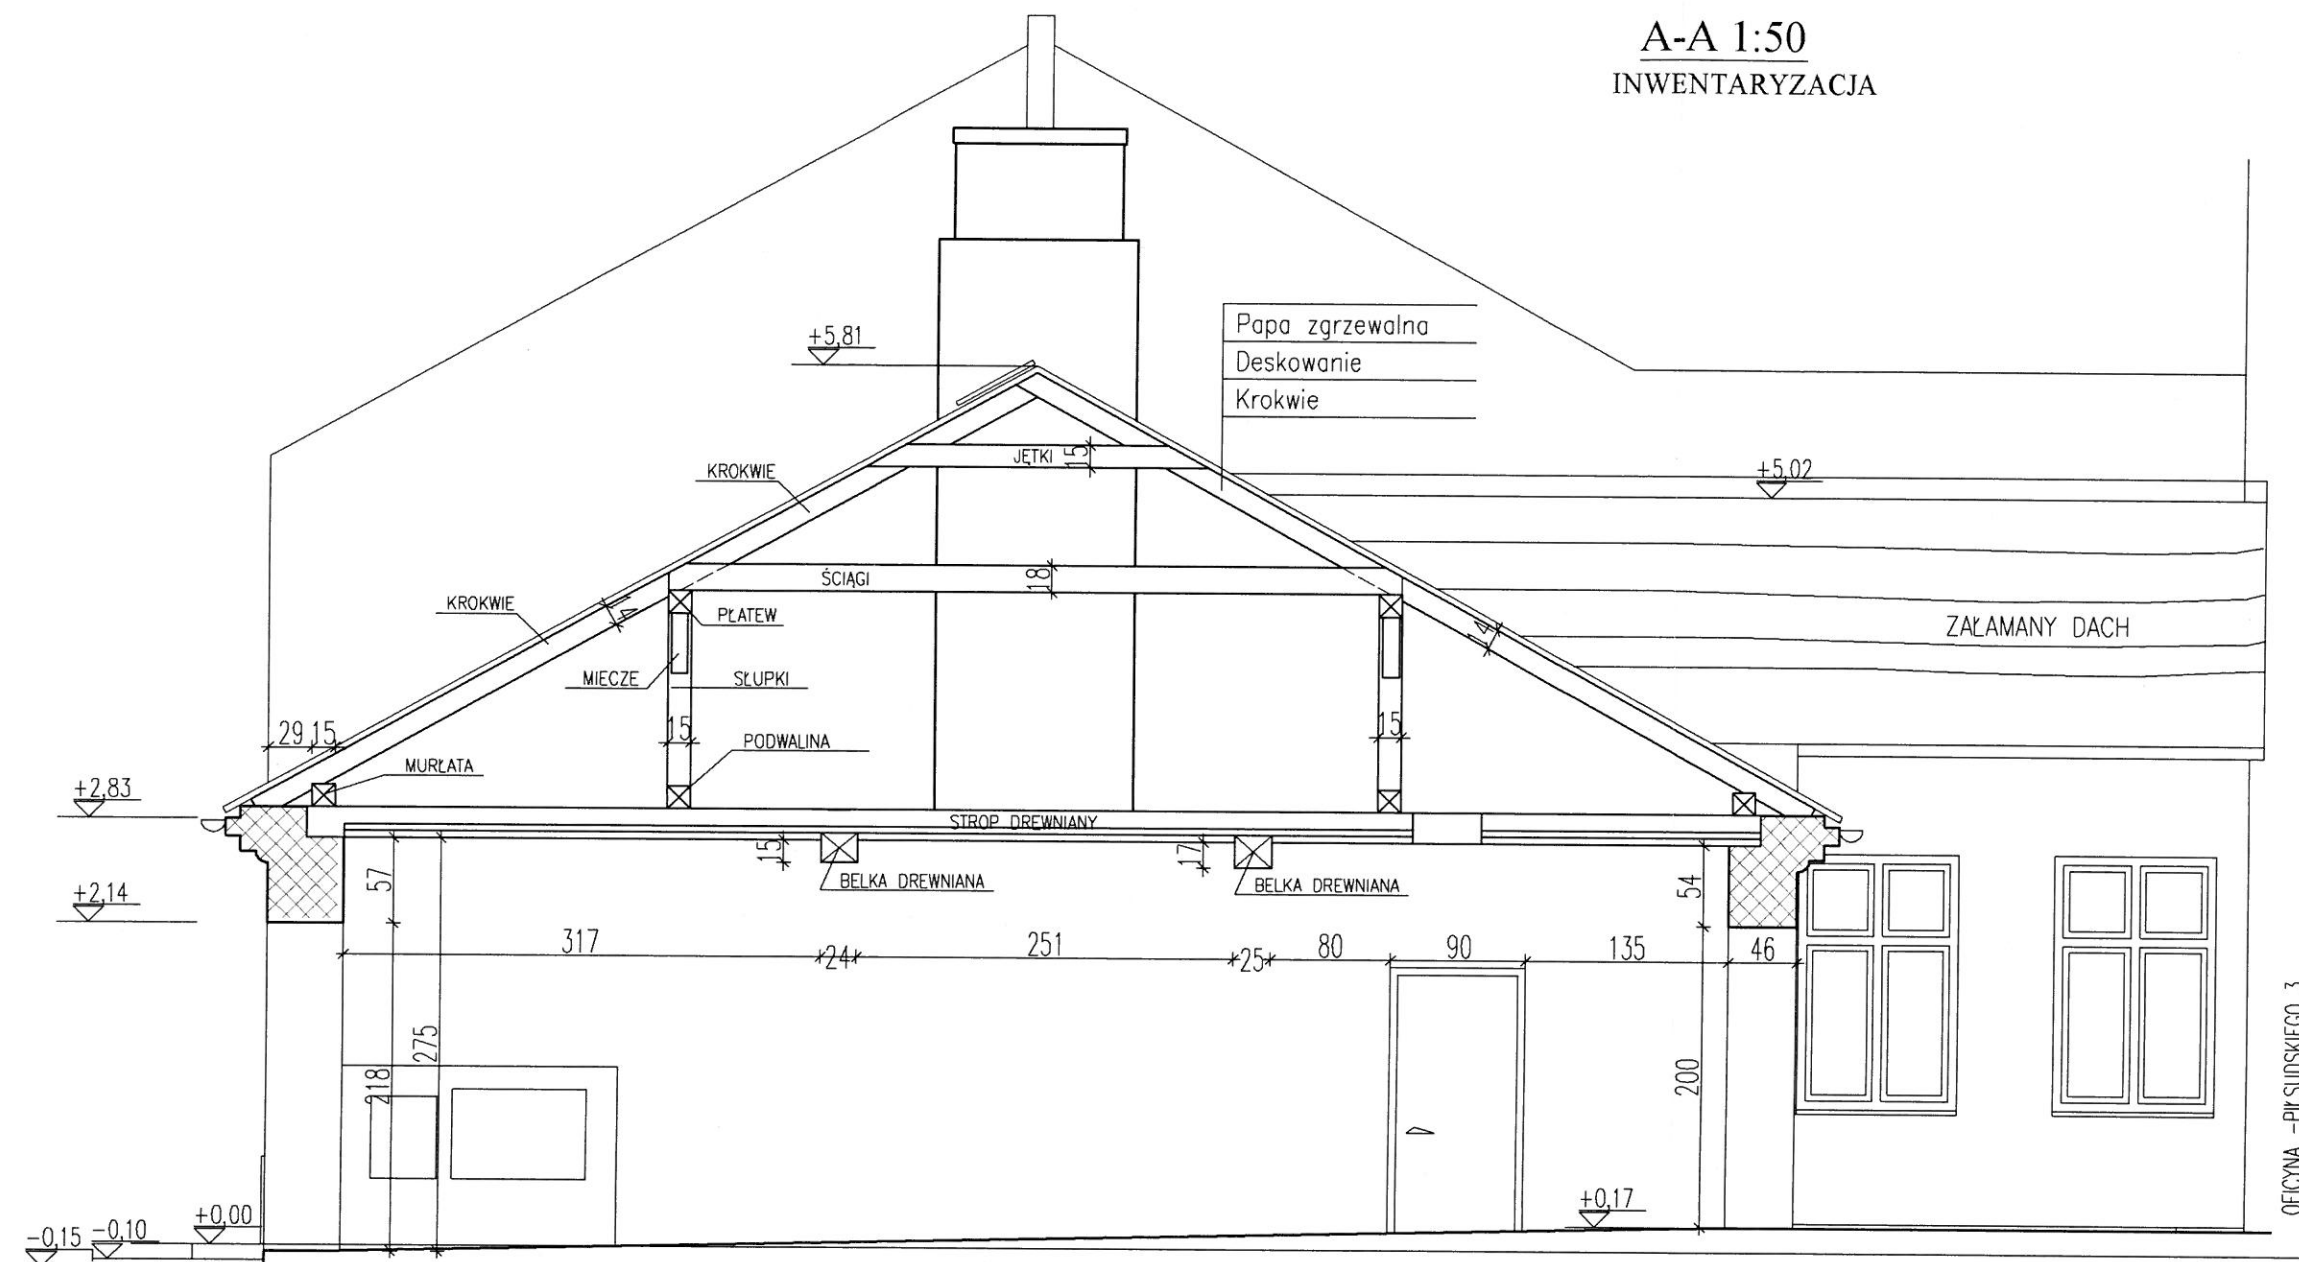 A-A 1:50
INWENTARYZACJA
+5,81
Papa zgrzewalna
Deskowanie
Krokwie
JĘTKI
15
KROKWIE
+5,02
ŚCIĄGI
18
KROKWIE
14
PŁATEW
14
ZAŁAMANY DACH
MIECZE
SŁUPKI
29 15
15
15
PODWALINA
MURŁATA
+2,83
STROP DREWNIANY
15
17
BELKA DREWNIANA
BELKA DREWNIANA
57
54
+2,14
317
24
251
25
80
90
135
46
275
218
200
OFICYNA -PIŁSUDSKIEGO 3
+0,17
+0,00
-0,10
-0,15